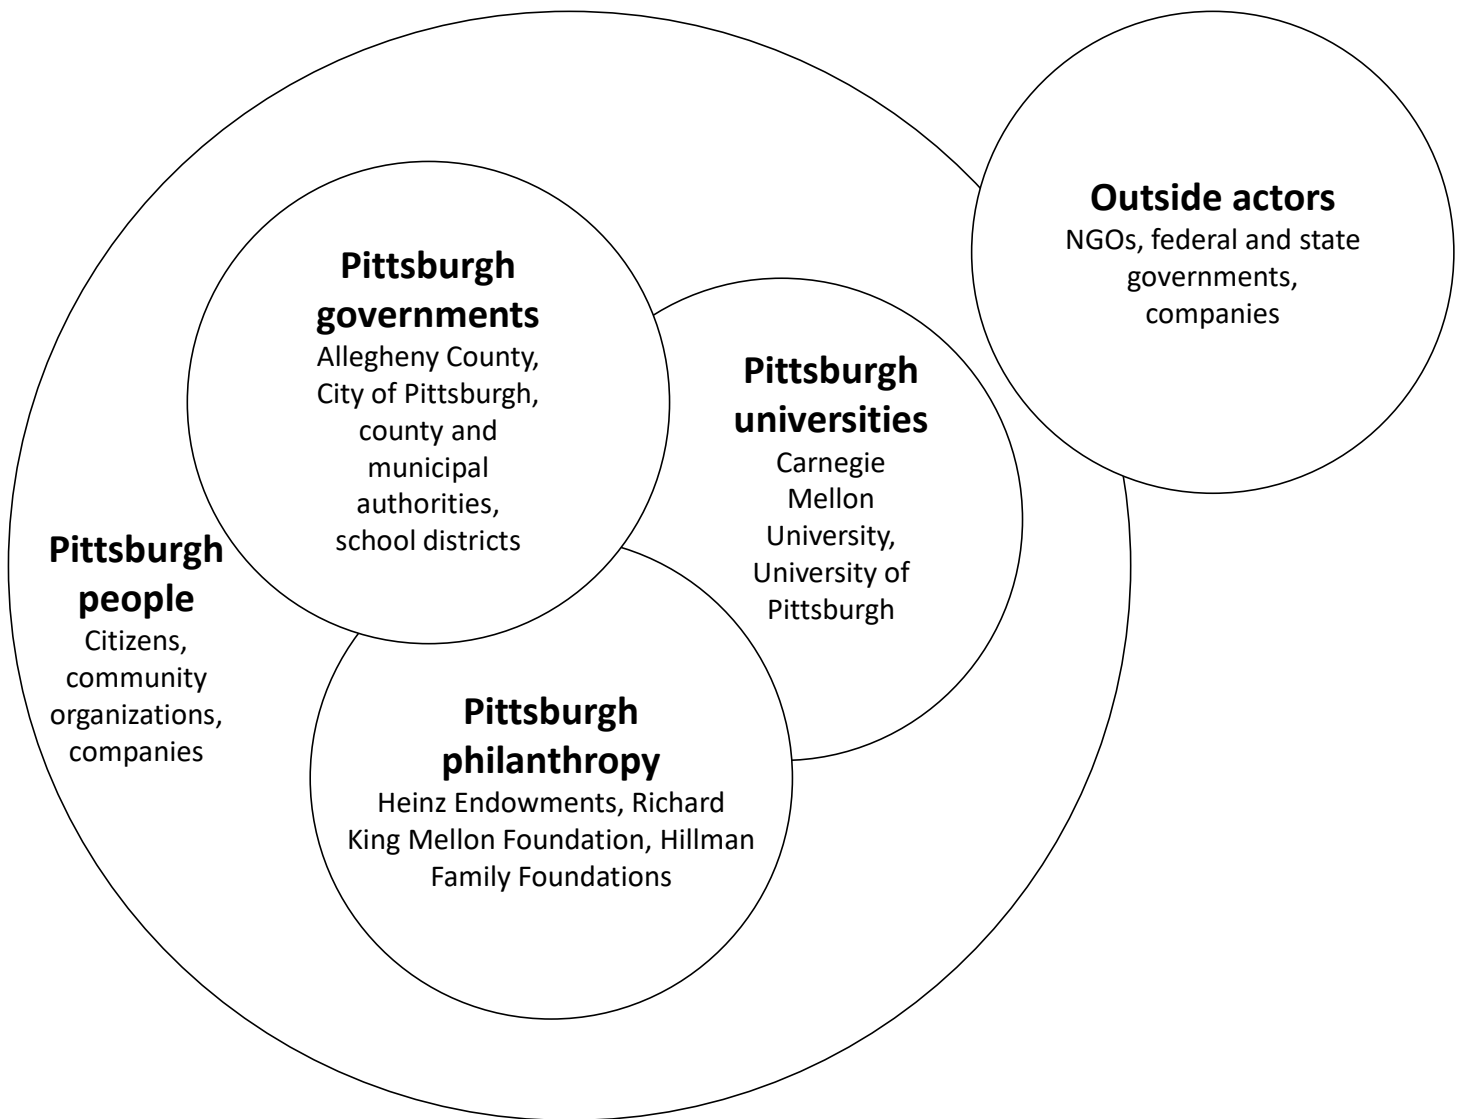 Outside actors
NGOs, federal and state
governments,
companies
Pittsburgh
governments
Allegheny County,
City of Pittsburgh,
county and
municipal
authorities,
school districts
Pittsburgh
universities
Carnegie
Mellon
University,
University of
Pittsburgh
Pittsburgh
people
Citizens,
community
organizations,
companies
Pittsburgh
philanthropy
Heinz Endowments, Richard
King Mellon Foundation, Hillman
Family Foundations